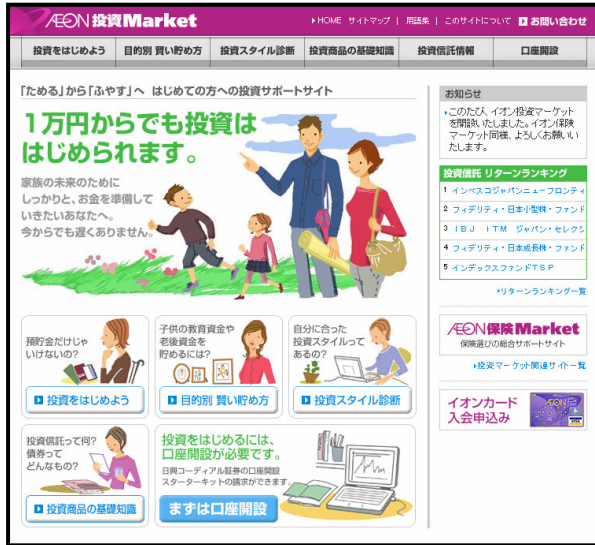 ÆON 投資Market
HOME サイトマップ | 用語集 | このサイトについて お問い合わせ
投資をはじめよう 目的別 賢い貯め方 投資スタイル診断 投資商品の基礎知識 投資信託情報 口座開設
「ためる」から「ふやす」へ はじめての方への投資サポートサイト
1万円からでも投資は
はじめられます。
家族の未来のために
しっかりと、お金を準備して
いきたいあなたへ。
今からでも遅くありません。
預貯金だけじゃ
いけないの?
投資をはじめよう
子供の教育資金や
老後資金を
貯めるには?
目的別 賢い貯め方
自分に合った
投資スタイルって
あるの?
投資スタイル診断
投資信託って何?
債券って
どんなもの?
投資商品の基礎知識
投資をはじめるには、
口座開設が必要です。
日興コーディアル証券の口座開設
スターターキットの請求ができます。
まずは口座開設
お知らせ
このたび、イオン投資マーケット
を開設いたしました。イオン保険
マーケット同様、よろしくお願いい
たします。
投資信託 リターンランキング
1 インベスコジャパンニューフロンティ
2 フィデリティ・日本小型株・ファンド
3 IBJ ITM ジャパン・セレクシ
4 フィデリティ・日本成長株・ファンド
5 インデックスファンドTSP
リターンランキング一覧
ÆON保険Market
保険選びの総合サポートサイト
投資マーケット関連サイト一覧
イオンカード
入会申込み
ÆON
VISA